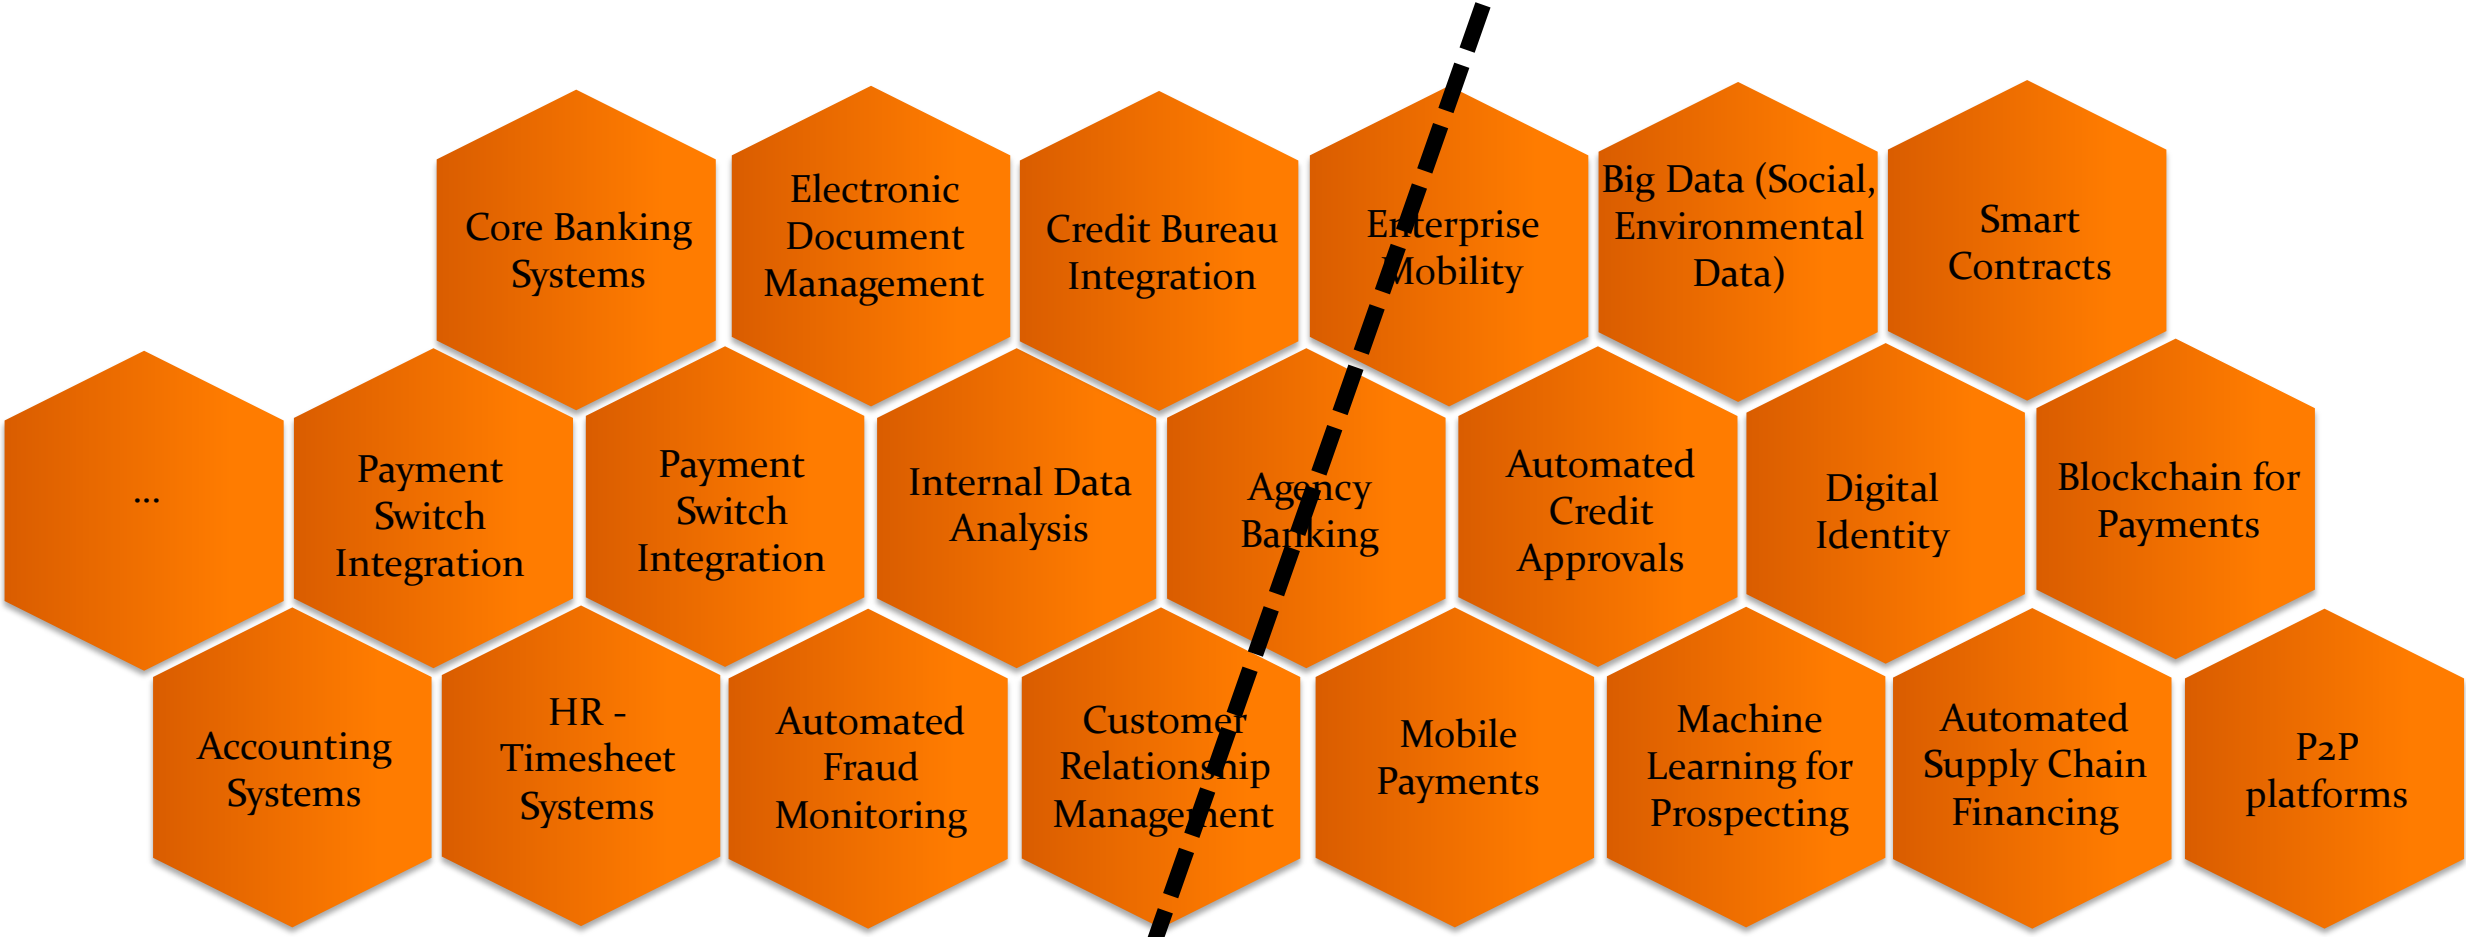 Core Banking
Systems
Electronic
Document
Management
Credit Bureau
Integration
Enterprise
Mobility
Big Data (Social,
Environmental
Data)
Smart
Contracts
...
Payment
Switch
Integration
Payment
Switch
Integration
Internal Data
Analysis
Agency
Banking
Automated
Credit
Approvals
Digital
Identity
Blockchain for
Payments
Accounting
Systems
HR -
Timesheet
Systems
Automated
Fraud
Monitoring
Customer
Relationship
Management
Mobile
Payments
Machine
Learning for
Prospecting
Automated
Supply Chain
Financing
P2P
platforms